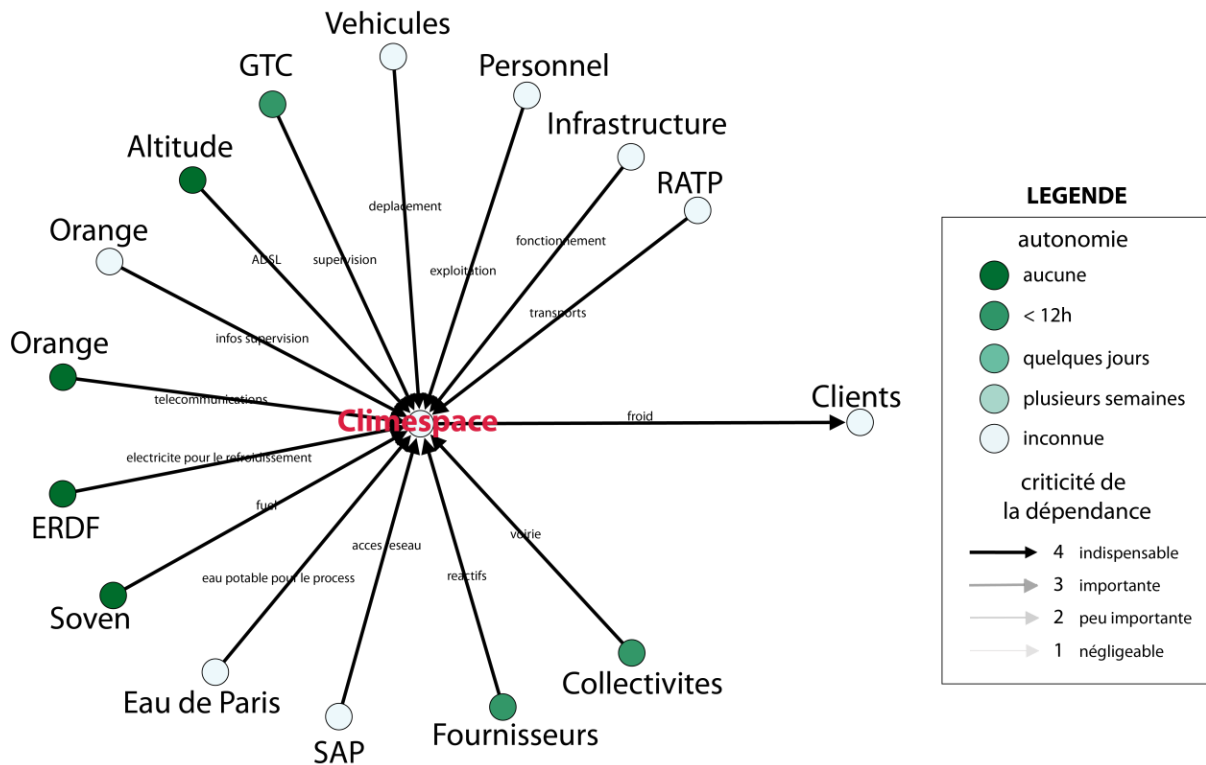 Vehicules
GTC
Personnel
Infrastructure
Altitude
RATP
Orange
deplacement
fonctionnement
ADSL
supervision
exploitation
transports
infos supervision
Orange
telecommunications
Climespace
froid
Clients
electricite pour le refroidissement
ERDF
fuel
voirie
acces reseau
eau potable pour le process
reactifs
Soven
Eau de Paris
Collectivites
SAP
Fournisseurs
LEGENDE
autonomie
aucune
< 12h
quelques jours
plusieurs semaines
inconnue
criticité de
la dépendance
4 indispensable
3 importante
2 peu importante
1 négligeable